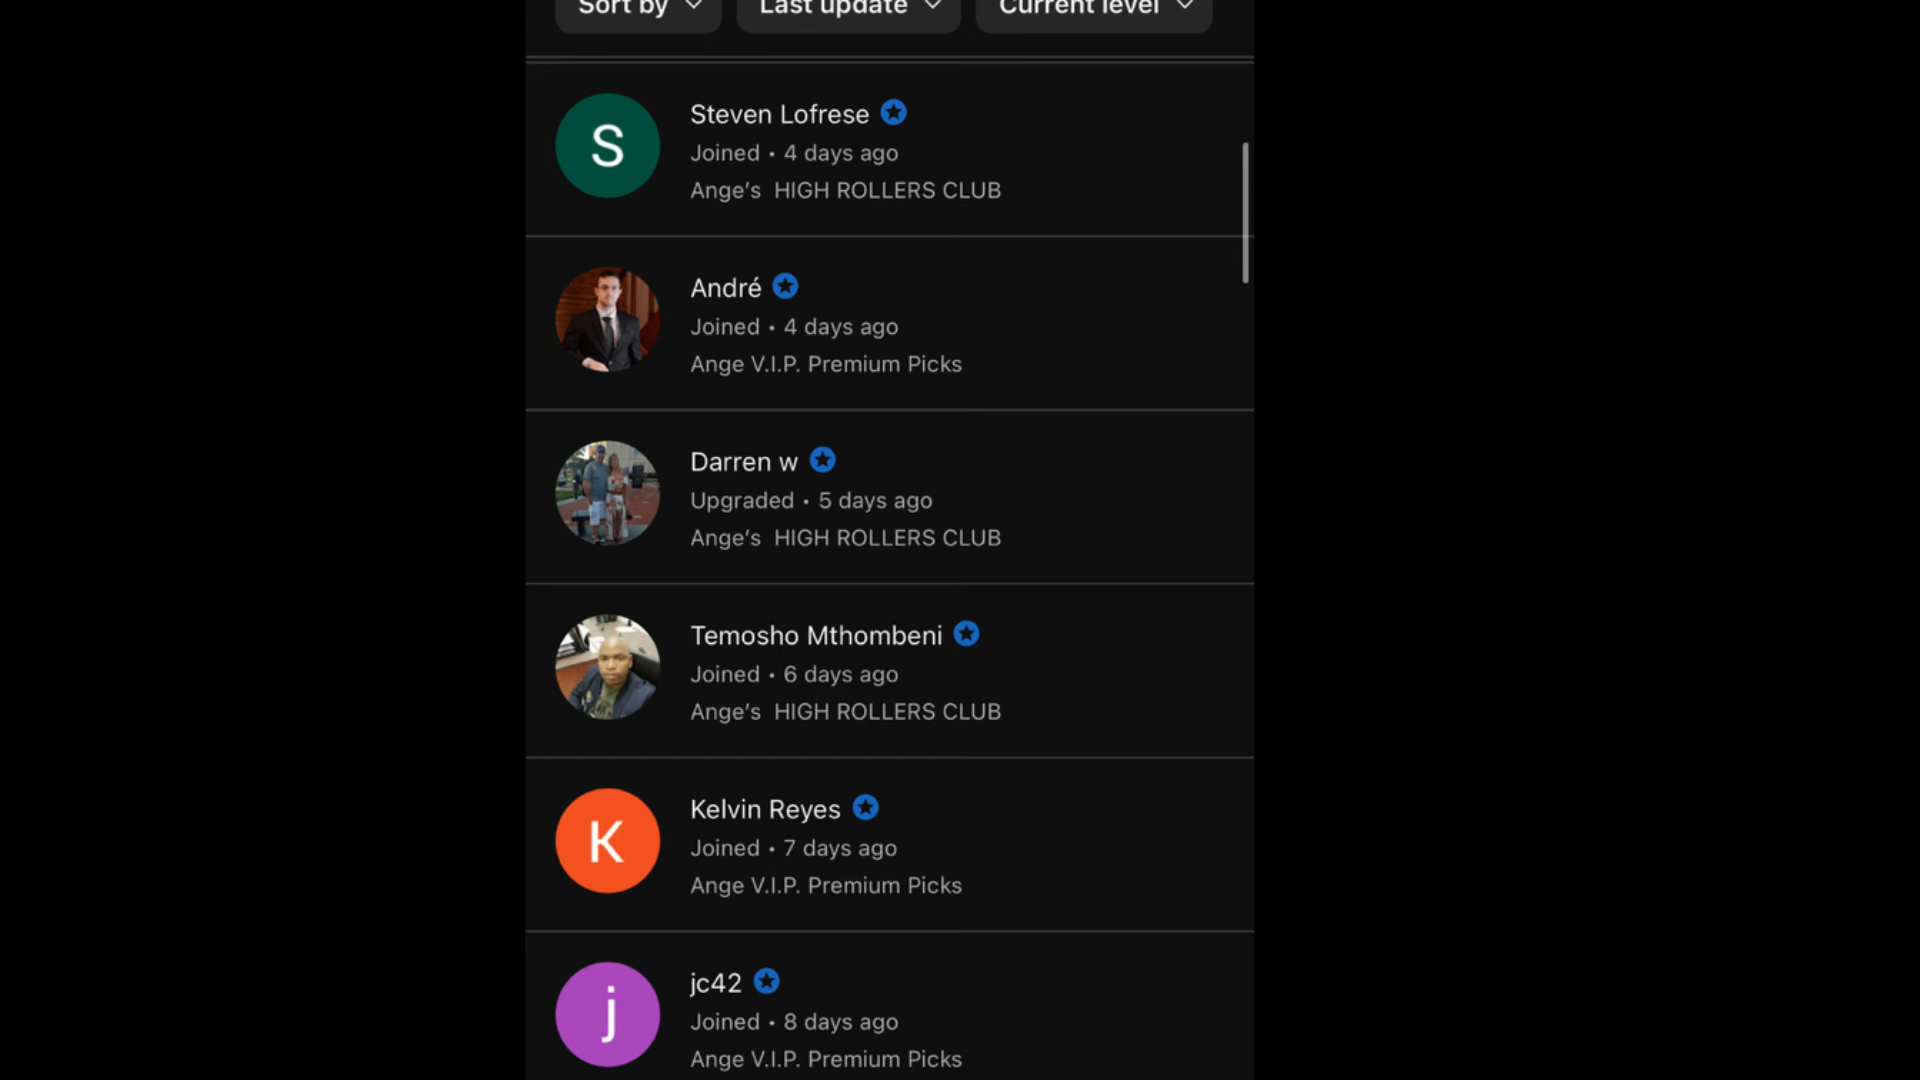 Sort by Last update Current level
S
Steven Lofrese
Joined • 4 days ago
Ange’s HIGH ROLLERS CLUB
André
Joined • 4 days ago
Ange V.I.P. Premium Picks
Darren w
Upgraded • 5 days ago
Ange’s HIGH ROLLERS CLUB
Temosho Mthombeni
Joined • 6 days ago
Ange’s HIGH ROLLERS CLUB
K
Kelvin Reyes
Joined • 7 days ago
Ange V.I.P. Premium Picks
j
jc42
Joined • 8 days ago
Ange V.I.P. Premium Picks